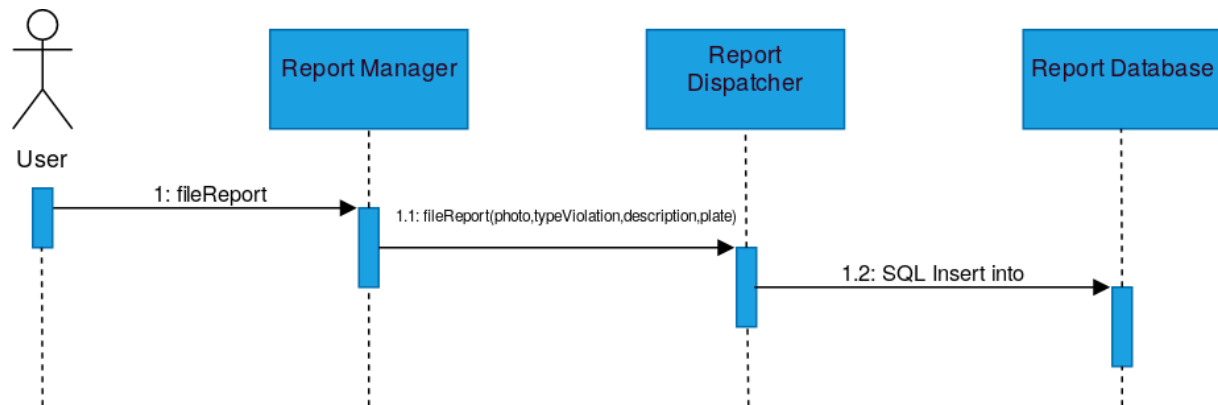 Report Manager
Report
Dispatcher
Report Database
User
1: fileReport
1.1: fileReport(photo,typeViolation,description,plate)
1.2: SQL Insert into